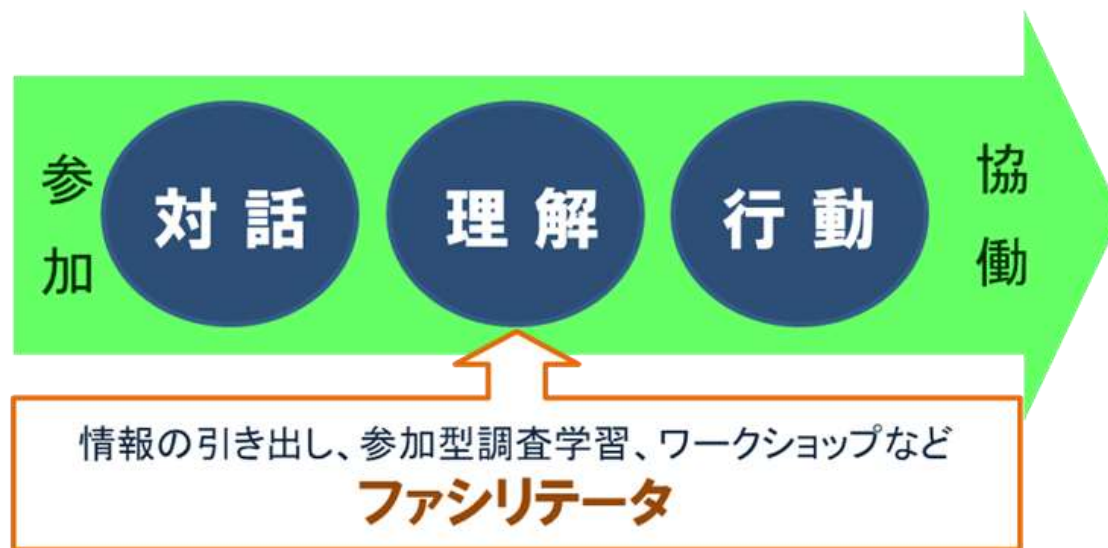 参加
対話
理解
行動
協働
情報の引き出し、参加型調査学習、ワークショップなど
ファシリテータ